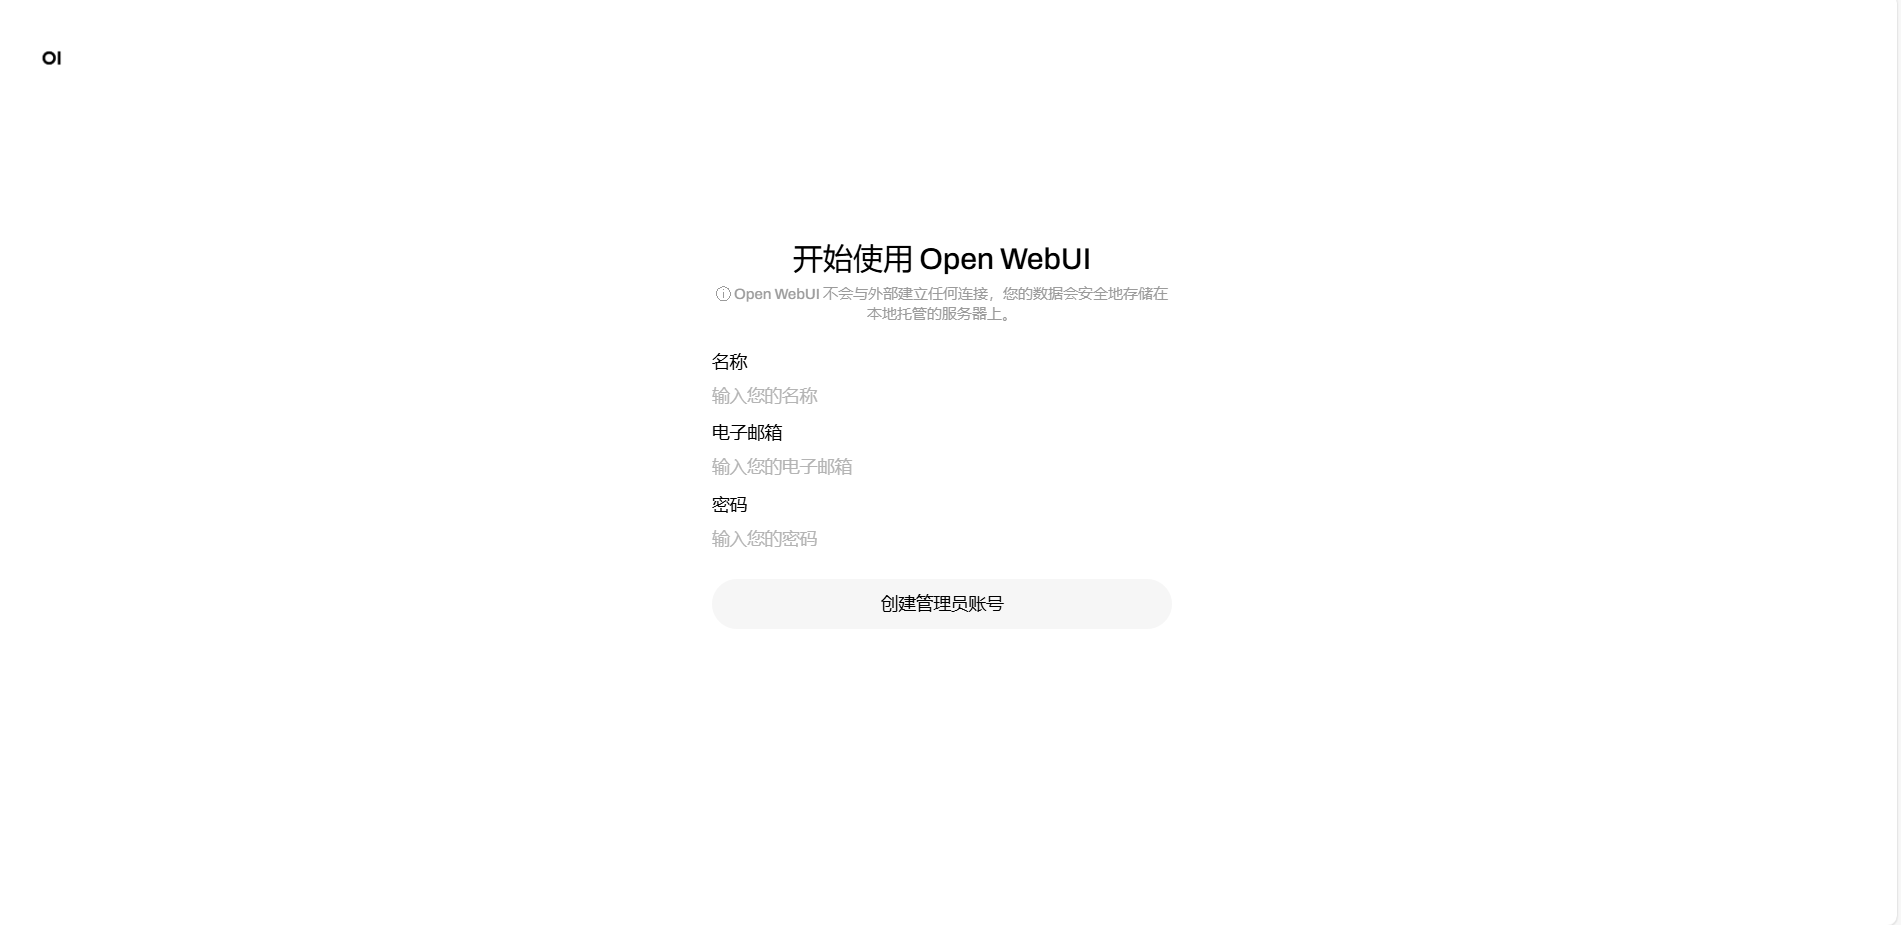 OI
开始使用 Open WebUI
ⓘ Open WebUI 不会与外部建立任何连接，您的数据会安全地存储在
本地托管的服务器上。
名称
输入您的名称
电子邮箱
输入您的电子邮箱
密码
输入您的密码
创建管理员账号